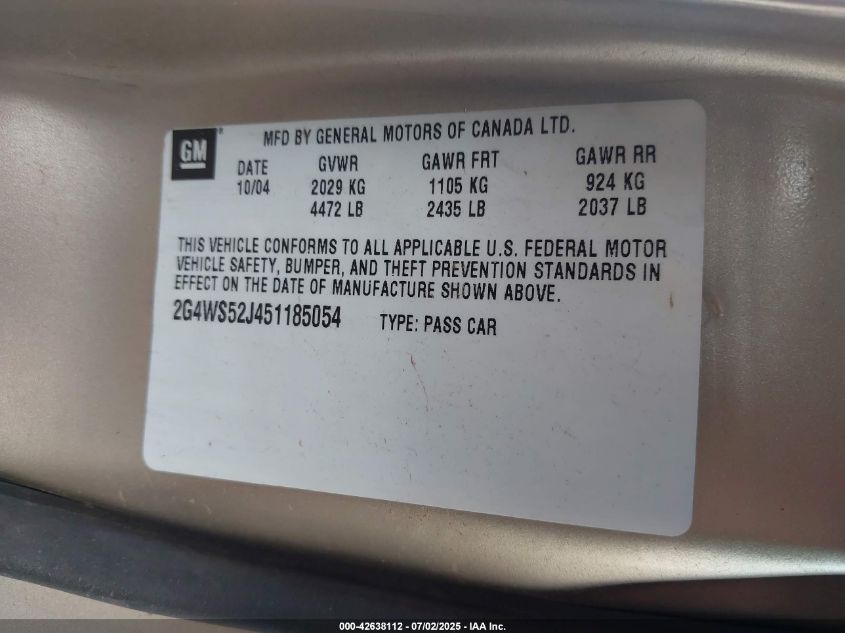 GM
MFD BY GENERAL MOTORS OF CANADA LTD.
DATE GVWR GAWR FRT GAWR RR
10/04 2029 KG 1105 KG 924 KG
4472 LB 2435 LB 2037 LB
THIS VEHICLE CONFORMS TO ALL APPLICABLE U.S. FEDERAL MOTOR
VEHICLE SAFETY, BUMPER, AND THEFT PREVENTION STANDARDS IN
EFFECT ON THE DATE OF MANUFACTURE SHOWN ABOVE.
2G4WS52J451185054 TYPE: PASS CAR
000-42638112 - 07/02/2025 - IAA Inc.